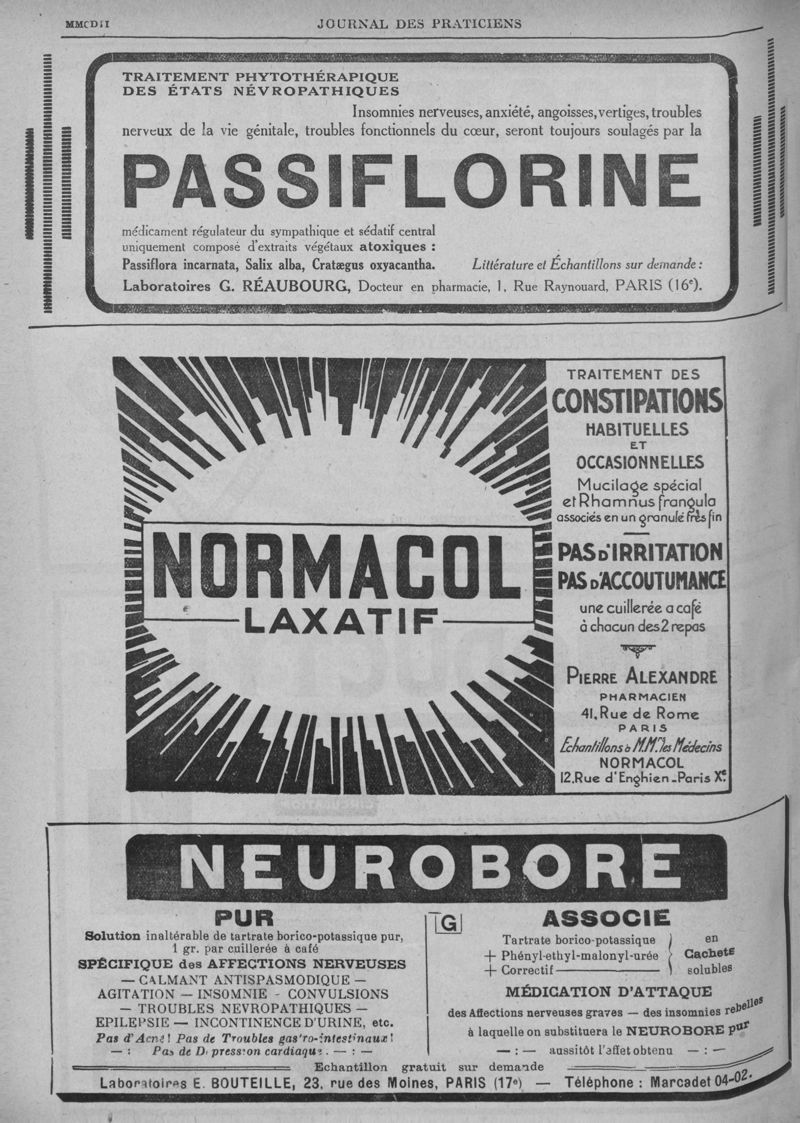 MMCDII
JOURNAL DES PRATICIENS
TRAITEMENT PHYTOTHÉRAPIQUE
DES ÉTATS NÉVROPATHIQUES
Insomnies nerveuses, anxiété, angoisses, vertiges, troubles
nerveux de la vie génitale, troubles fonctionnels du cœur, seront toujours soulagés par la
PASSIFLORINE
médicament régulateur du sympathique et sédatif central
uniquement composé d'extraits végétaux atoxiques :
Passiflora incarnata, Salix alba, Cratægus oxyacantha.
Littérature et Échantillons sur demande :
Laboratoires G. RÉAUBOURG, Docteur en pharmacie, 1, Rue Raynouard, PARIS (16e).
NORMACOL
LAXATIF
TRAITEMENT DES
CONSTIPATIONS
HABITUELLES
ET
OCCASIONNELLES
Mucilage spécial
et Rhamnus frangula
associés en un granulé très fin
PAS D'IRRITATION
PAS D'ACCOUTUMANCE
une cuillerée a café
à chacun des 2 repas
PIERRE ALEXANDRE
PHARMACIEN
41, Rue de Rome
PARIS
Échantillons à M.M. les Médecins
NORMACOL
12, Rue d'Enghien - Paris Xe
NEUROBORE
PUR
Solution inaltérable de tartrate borico-potassique pur,
1 gr. par cuillerée à café
SPÉCIFIQUE des AFFECTIONS NERVEUSES
— CALMANT ANTISPASMODIQUE —
AGITATION — INSOMNIE - CONVULSIONS
— TROUBLES NEVROPATHIQUES —
EPILEPSIE — INCONTINENCE D'URINE, etc.
Pas d'Acné! Pas de Troubles gastro-intestinaux!
— : Pas de Dépression cardiaque. — : —
G
ASSOCIE
Tartrate borico-potassique
+ Phényl-ethyl-malonyl-urée
+ Correctif
en
Cachets
solubles
MÉDICATION D'ATTAQUE
des Affections nerveuses graves — des insomnies rebelles
à laquelle on substituera le NEUROBORE pur
— : — aussitôt l'effet obtenu — : —
Echantillon gratuit sur demande
Laboratoires E. BOUTEILLE, 23, rue des Moines, PARIS (17e) — Téléphone : Marcadet 04-02.